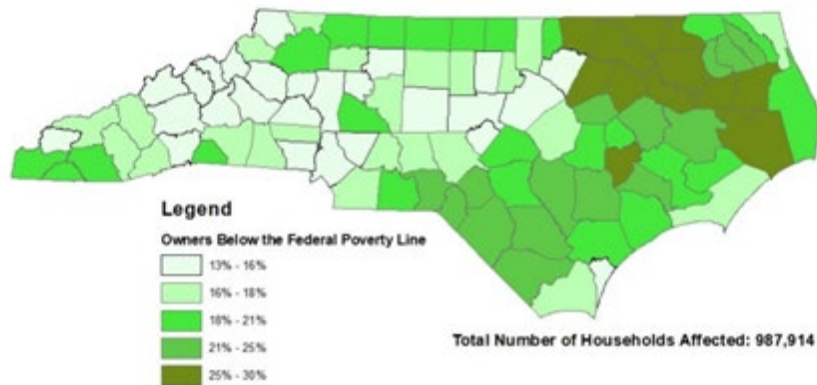 Legend
Owners Below the Federal Poverty Line
13% - 16%
16% - 18%
18% - 21%
21% - 25%
25% - 30%
Total Number of Households Affected: 987,914